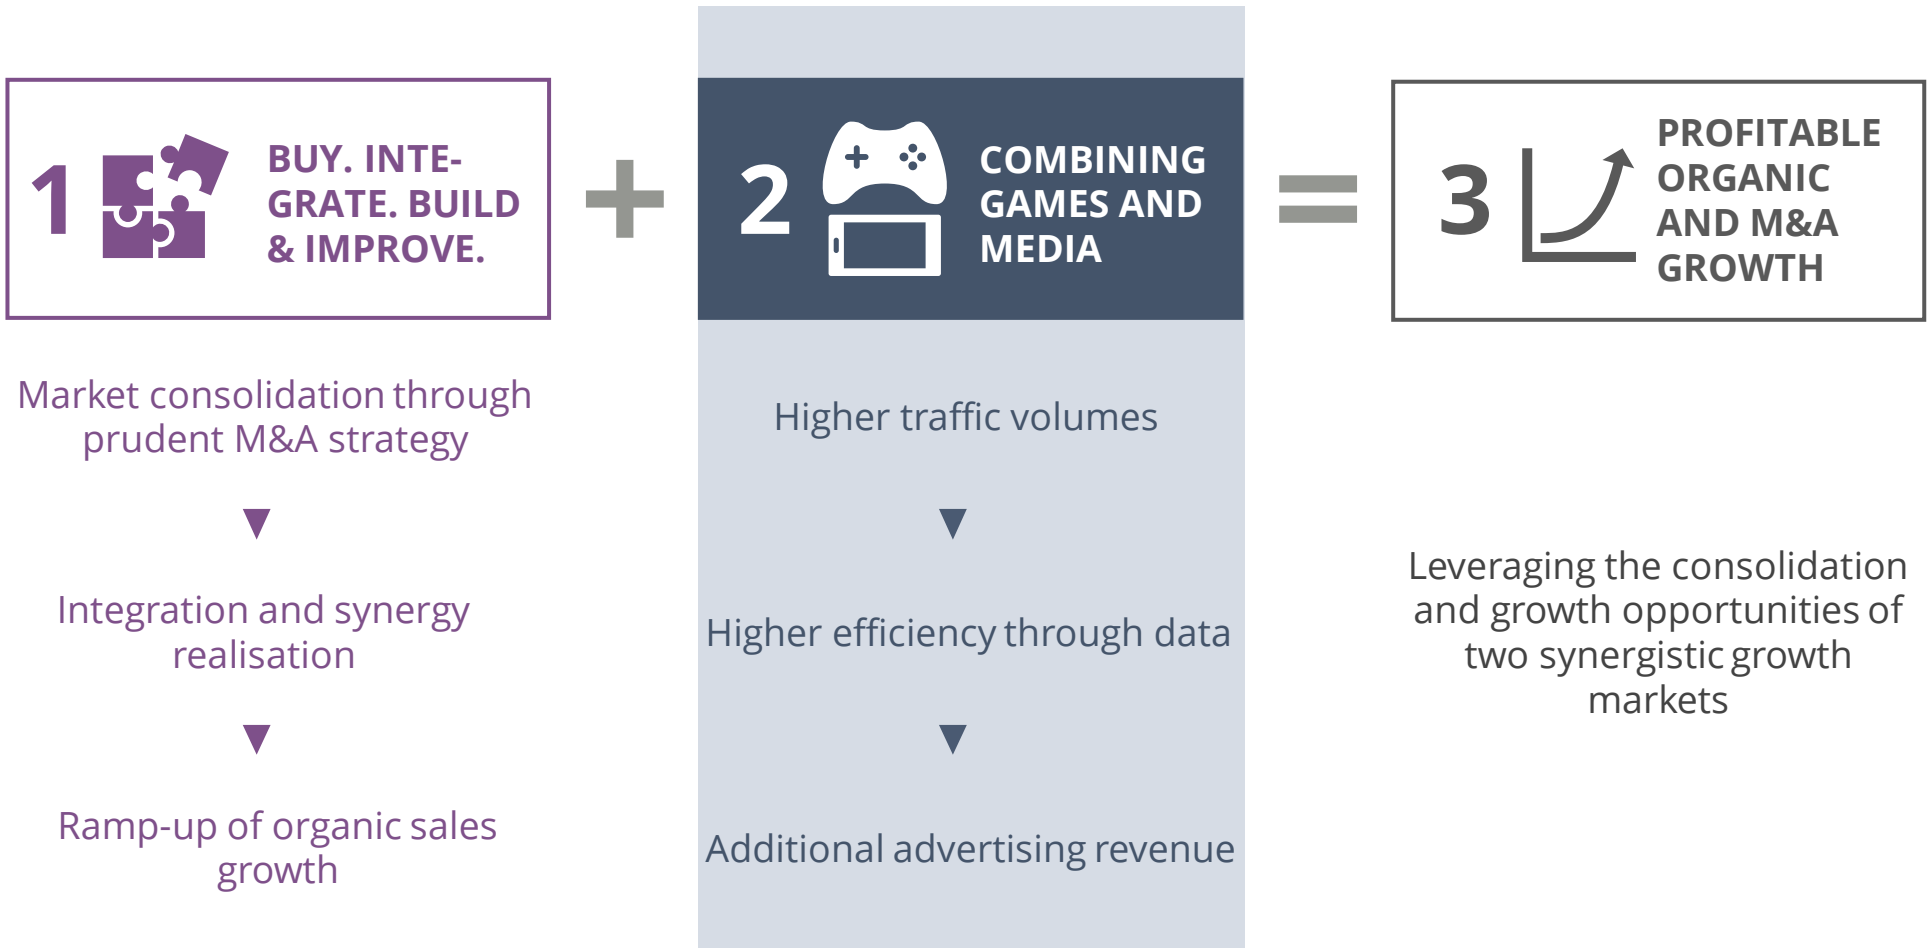 1
BUY. INTE-
GRATE. BUILD
& IMPROVE.
+
2
COMBINING
GAMES AND
MEDIA
=
3
PROFITABLE
ORGANIC
AND M&A
GROWTH
Market consolidation through
prudent M&A strategy
Integration and synergy
realisation
Ramp-up of organic sales
growth
Higher traffic volumes
Higher efficiency through data
Additional advertising revenue
Leveraging the consolidation
and growth opportunities of
two synergistic growth
markets